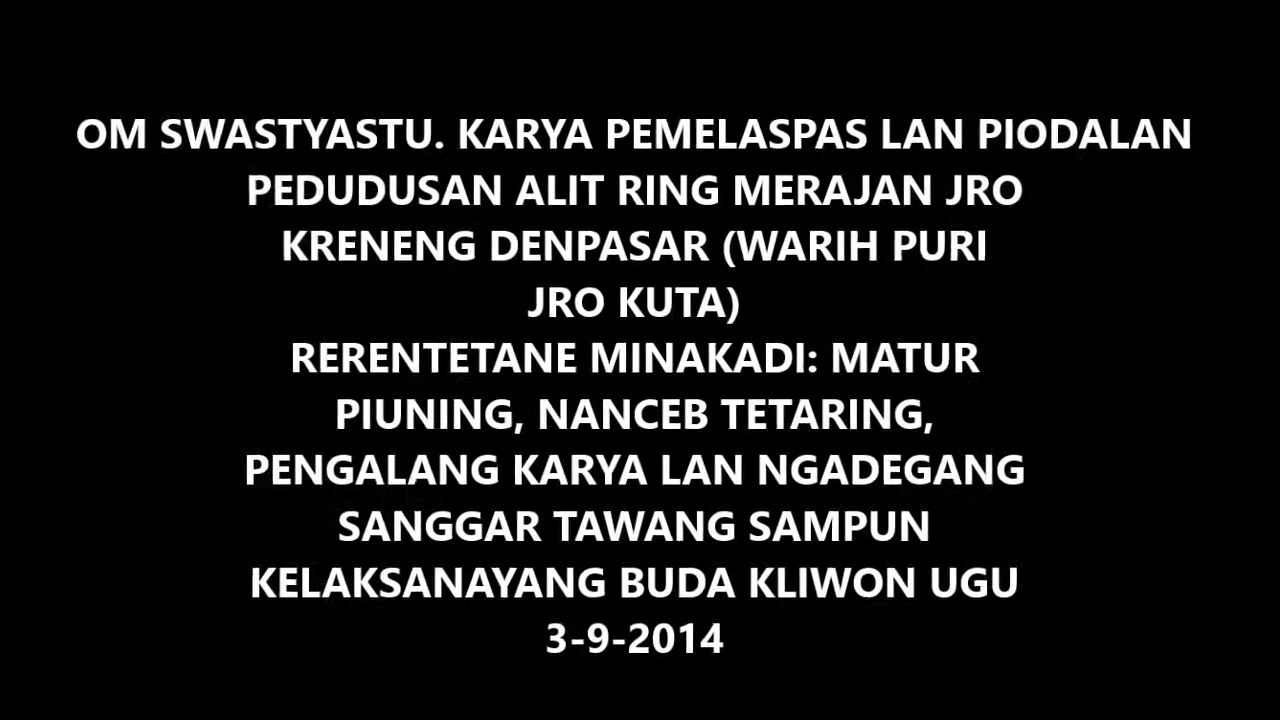 OM SWASTYASTU. KARYA PEMELASPAS LAN PIODALAN
PEDUDUSAN ALIT RING MERAJAN JRO
KRENENG DENPASAR (WARIH PURI
JRO KUTA)
RERENTETANE MINAKADI: MATUR
PIUNING, NANCEB TETARING,
PENGALANG KARYA LAN NGADEGANG
SANGGAR TAWANG SAMPUN
KELAKSANAYANG BUDA KLIWON UGU
3-9-2014